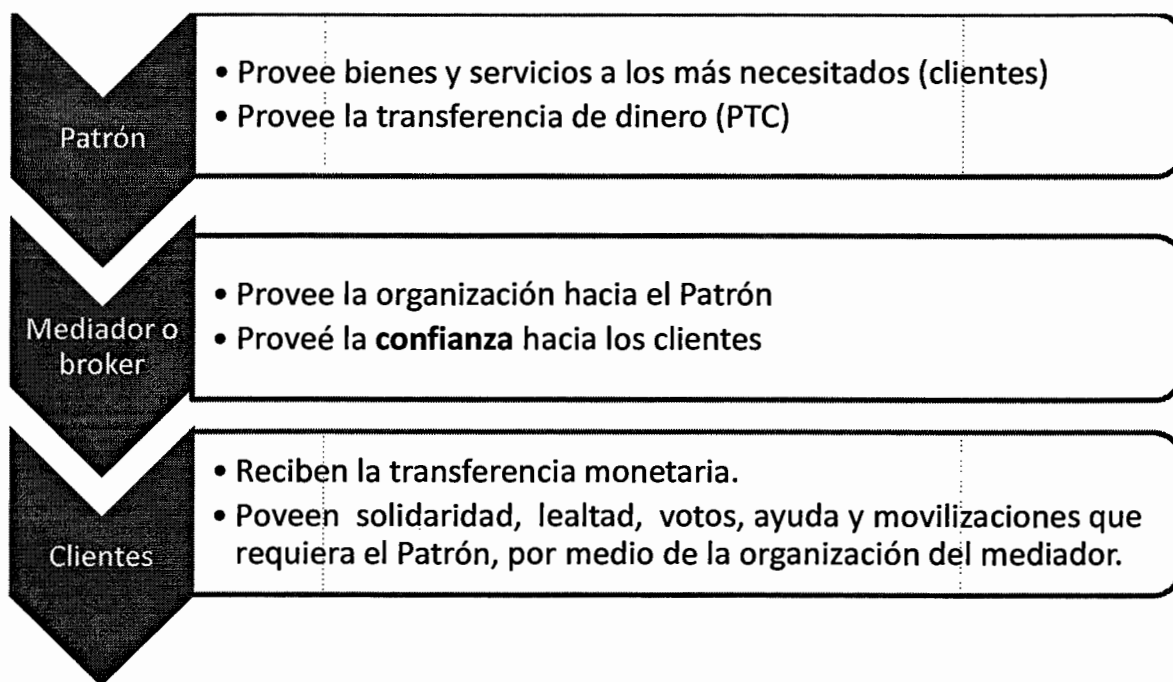 Patrón
• Provee bienes y servicios a los más necesitados (clientes)
• Provee la transferencia de dinero (PTC)
Mediador o
broker
• Provee la organización hacia el Patrón
• Proveé la confianza hacia los clientes
Clientes
• Reciben la transferencia monetaria.
• Poveen solidaridad, lealtad, votos, ayuda y movilizaciones que
requiera el Patrón, por medio de la organización del mediador.